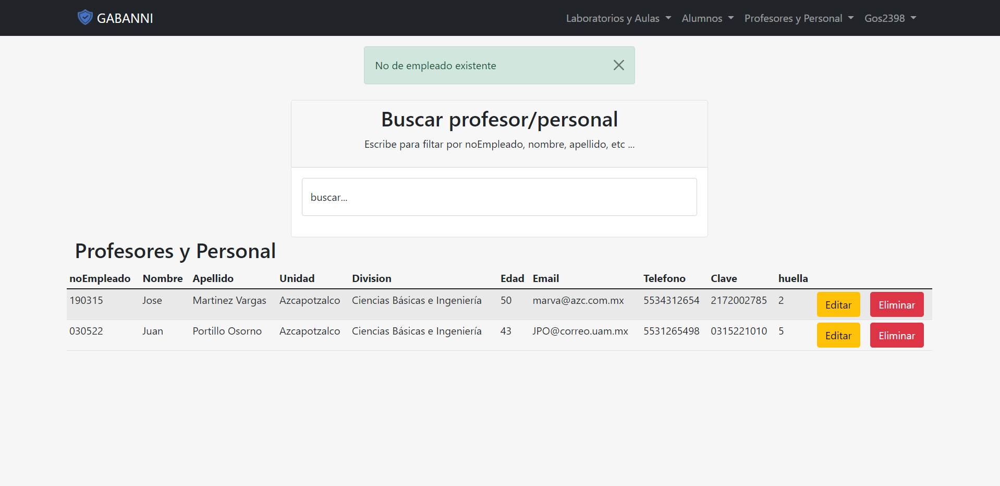 GABANNI Laboratorios y Aulas Alumnos Profesores y Personal Gos2398
No de empleado existente
Buscar profesor/personal
Escribe para filtar por noEmpleado, nombre, apellido, etc ...
buscar...
Profesores y Personal
noEmpleado Nombre Apellido Unidad Division Edad Email Telefono Clave huella
190315 Jose Martinez Vargas Azcapotzalco Ciencias Básicas e Ingeniería 50 marva@azc.com.mx 5534312654 2172002785 2 Editar Eliminar
030522 Juan Portillo Osorno Azcapotzalco Ciencias Básicas e Ingeniería 43 JPO@correo.uam.mx 5531265498 0315221010 5 Editar Eliminar